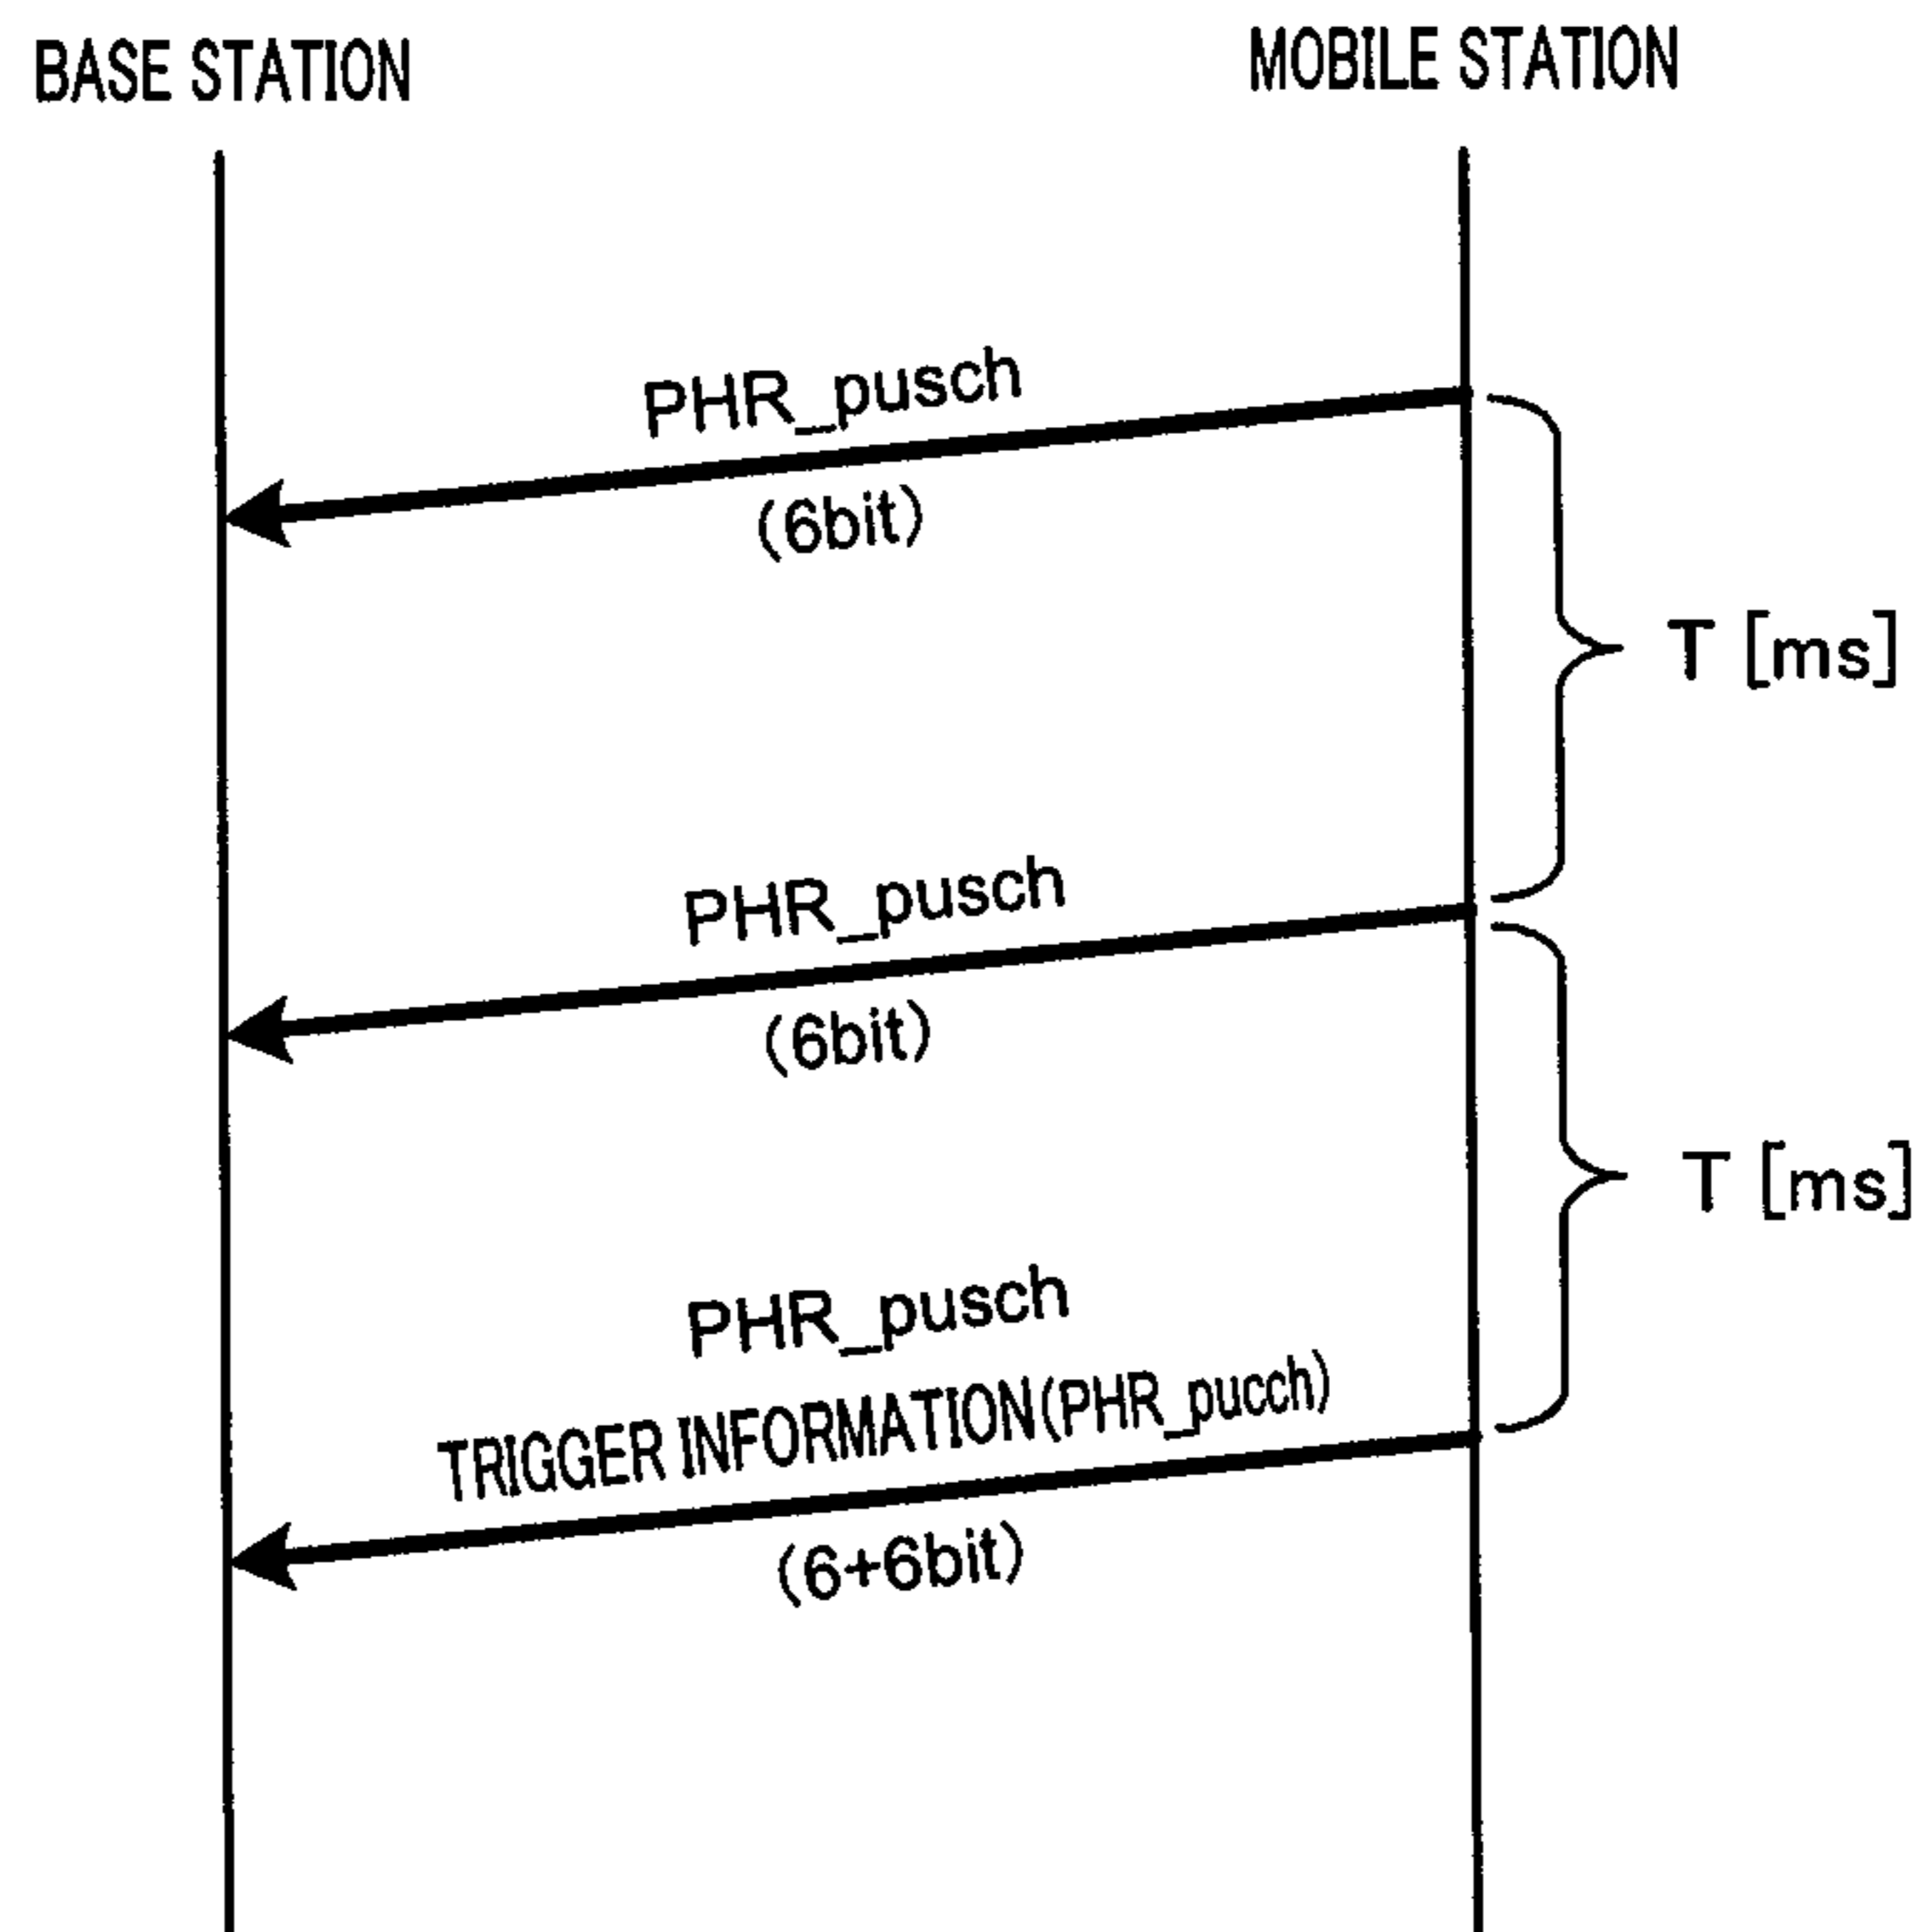 BASE STATION
MOBILE STATION
PHR_pusch
(6bit)
T [ms]
PHR_pusch
(6bit)
T [ms]
PHR_pusch
TRIGGER INFORMATION(PHR_pucch)
(6+6bit)